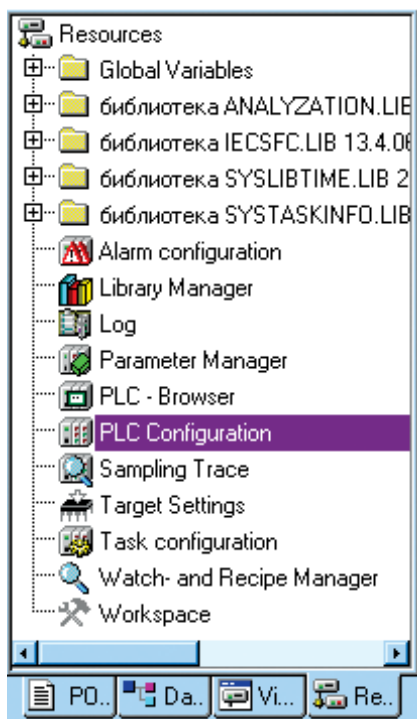 Resources
Global Variables
библиотека ANALYZATION.LIB
библиотека IECSFC.LIB 13.4.06
библиотека SYSLIBTIME.LIB 2
библиотека SYSTASKINFO.LIB
Alarm configuration
Library Manager
Log
Parameter Manager
PLC - Browser
PLC Configuration
Sampling Trace
Target Settings
Task configuration
Watch- and Recipe Manager
Workspace
PO.. Da.. Vi... Re..